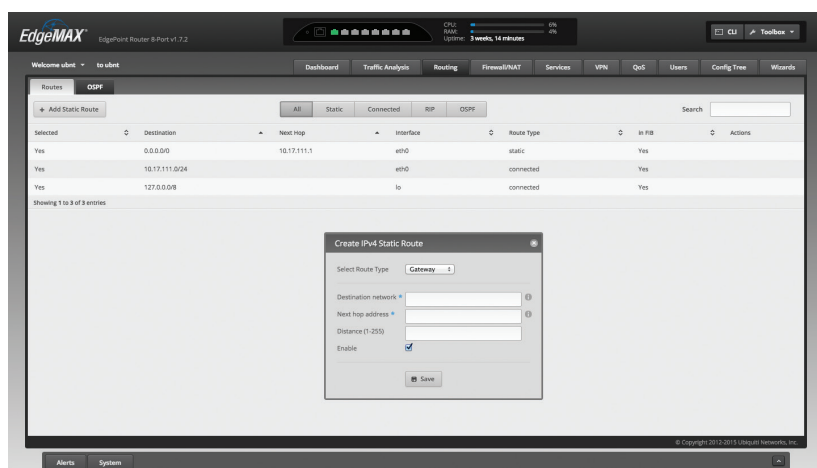 EdgeMAX
EdgePoint Router 8-Port v1.7.2
CPU: 6%
RAM: 4%
Uptime: 3 weeks, 14 minutes
CLI
Toolbox
Welcome ubnt
to ubnt
Dashboard Traffic Analysis Routing Firewall/NAT Services VPN QoS Users Config Tree Wizards
Routes OSPF
+ Add Static Route
All Static Connected RIP OSPF
Search
Selected Destination Next Hop Interface Route Type In FIB Actions
Yes 0.0.0.0/0 10.17.111.1 eth0 static Yes
Yes 10.17.111.0/24 eth0 connected Yes
Yes 127.0.0.0/8 lo connected Yes
Showing 1 to 3 of 3 entries
Create IPv4 Static Route
Select Route Type Gateway
Destination network *
Next hop address *
Distance (1-255)
Enable
Save
© Copyright 2012-2015 Ubiquiti Networks, Inc.
Alerts System